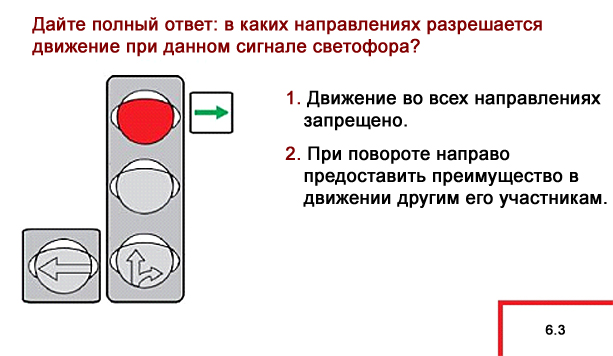 Дайте полный ответ: в каких направлениях разрешается
движение при данном сигнале светофора?
1. Движение во всех направлениях
запрещено.
2. При повороте направо
предоставить преимущество в
движении другим его участникам.
6.3